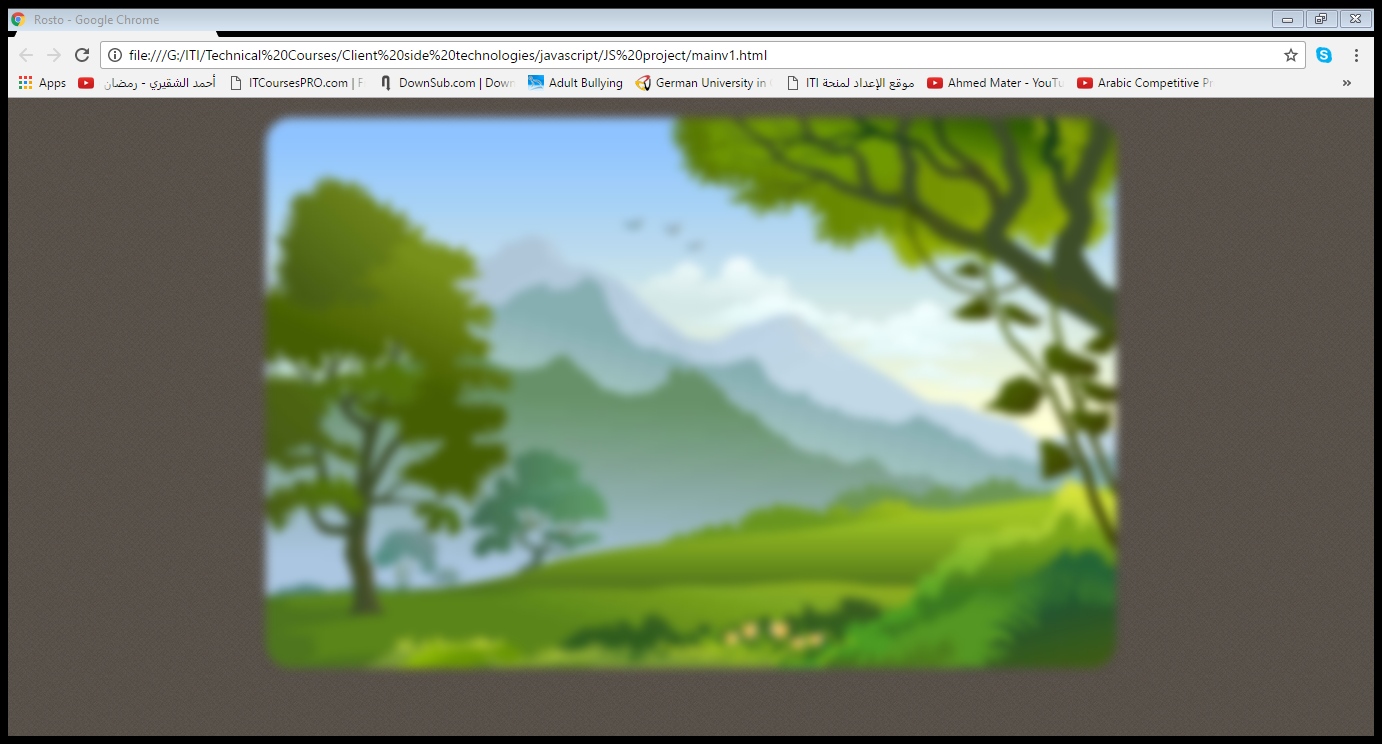 Rosto - Google Chrome
file:///G:/ITI/Technical%20Courses/Client%20side%20technologies/javascript/JS%20project/mainv1.html
Apps أحمد الشقيري - رمضان ITCoursesPRO.com | F DownSub.com | Down Adult Bullying German University in موقع الإعداد لمنحة ITI Ahmed Mater - YouTu Arabic Competitive Pr »